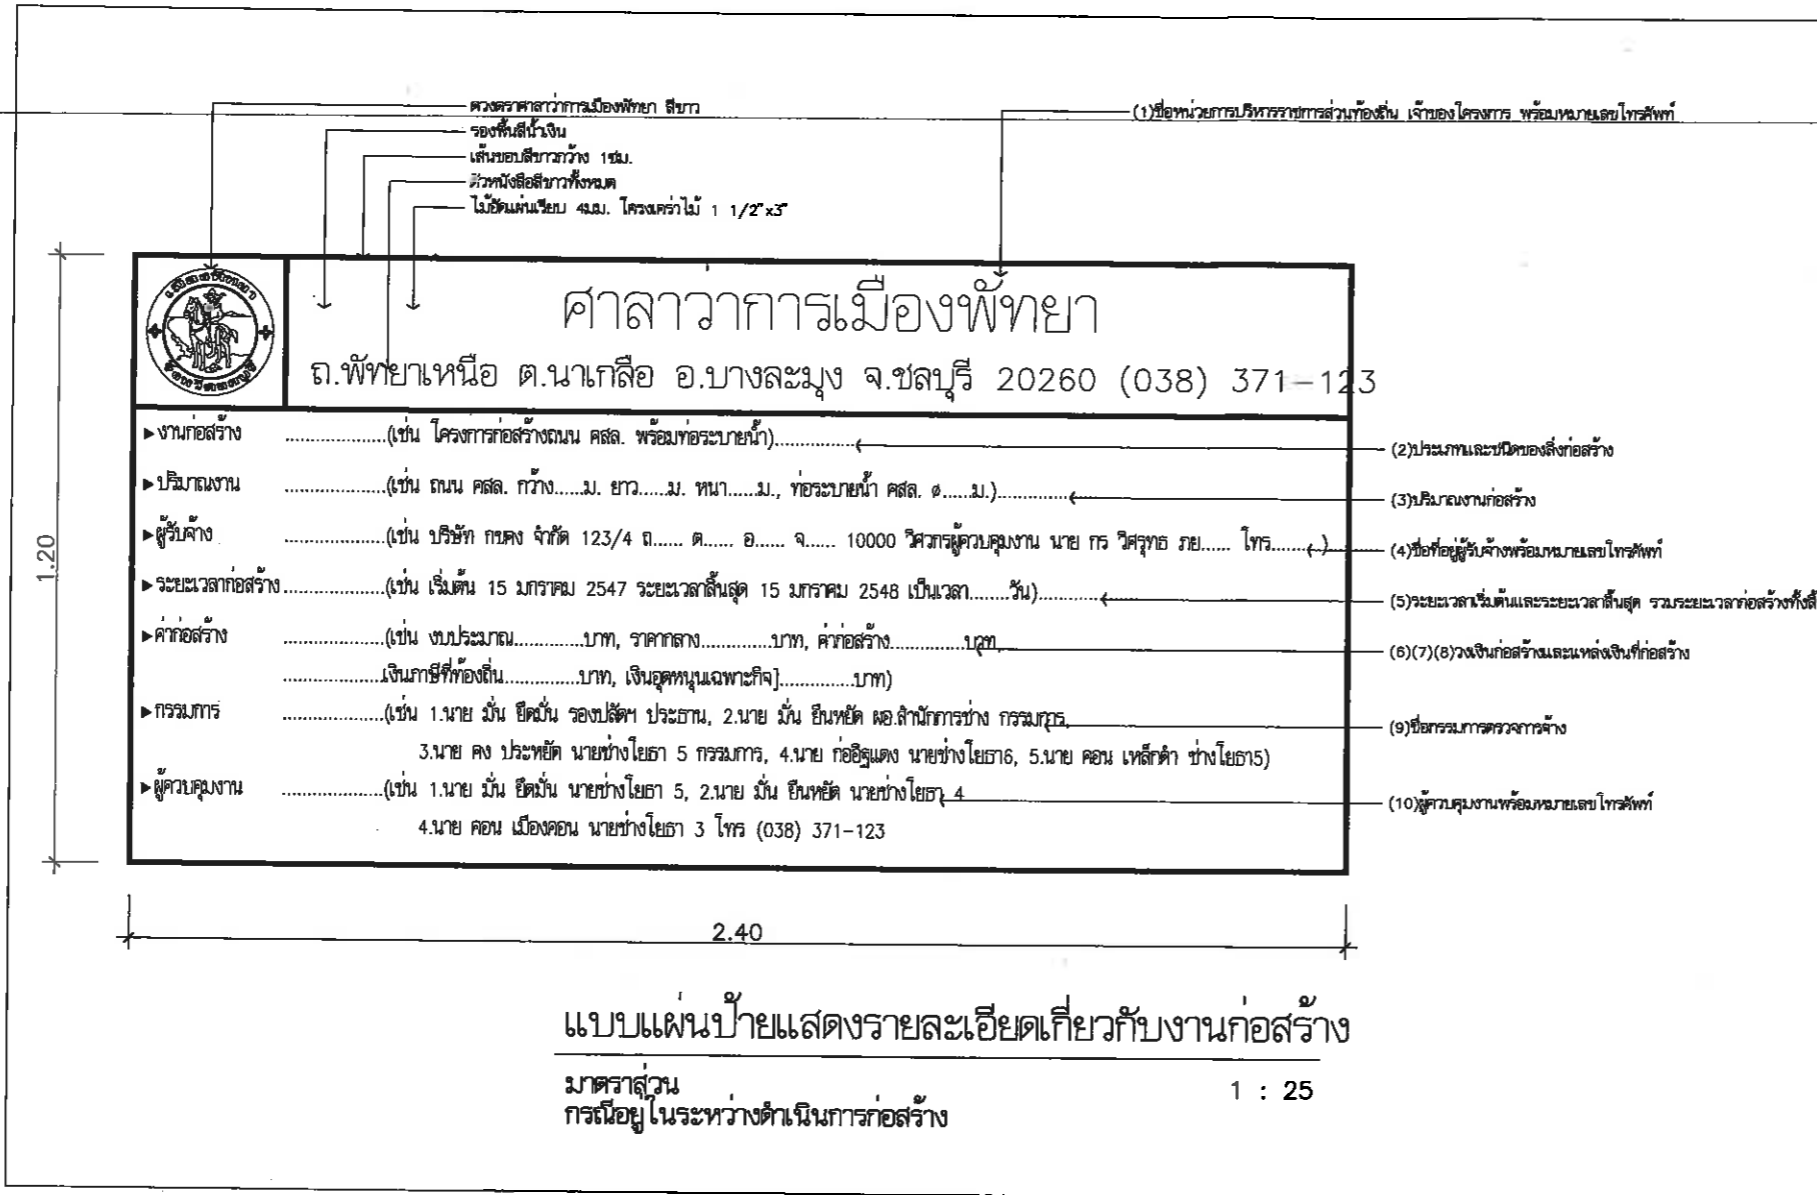 ดวงตราศาลาว่าการเมืองพัทยา สีขาว
รองพื้นสีน้ำเงิน
เส้นขอบสีขาวกว้าง 1ซม.
ตัวหนังสือสีขาวทั้งหมด
ไม้อัดแผ่นเรียบ 4มม. โครงเคร่าไม้ 1 1/2"x3"
(1)ชื่อหน่วยการบริหารราชการส่วนท้องถิ่น เจ้าของโครงการ พร้อมหมายเลขโทรศัพท์
ศาลาว่าการเมืองพัทยา
ถ.พัทยาเหนือ ต.นาเกลือ อ.บางละมุง จ.ชลบุรี 20260 (038) 371-123
▸งานก่อสร้าง ...................(เช่น โครงการก่อสร้างถนน คสล. พร้อมท่อระบายน้ำ)...............
(2)ประเภทและชนิดของสิ่งก่อสร้าง
▸ปริมาณงาน ...................(เช่น ถนน คสล. กว้าง.....ม. ยาว.....ม. หนา.....ม., ท่อระบายน้ำ คสล. ø.....ม.).............
(3)ปริมาณงานก่อสร้าง
▸ผู้รับจ้าง ...................(เช่น บริษัท กขคง จำกัด 123/4 ถ...... ต...... อ...... จ...... 10000 วิศวกรผู้ควบคุมงาน นาย กร วิศรุทธ ภย...... โทร.........)
(4)ชื่อที่อยู่ผู้รับจ้างพร้อมหมายเลขโทรศัพท์
▸ระยะเวลาก่อสร้าง...................(เช่น เริ่มต้น 15 มกราคม 2547 ระยะเวลาสิ้นสุด 15 มกราคม 2548 เป็นเวลา.......วัน)............
(5)ระยะเวลาเริ่มต้นและระยะเวลาสิ้นสุด รวมระยะเวลาก่อสร้าง
▸ค่าก่อสร้าง ...................(เช่น งบประมาณ.............บาท, ราคากลาง.............บาท, ค่าก่อสร้าง..............บาท,
(6)(7)(8)วงเงินก่อสร้างและแหล่งเงินที่ก่อสร้าง
...................เงินภาษีที่ท้องถิ่น..............บาท, เงินอุดหนุนเฉพาะกิจ]..............บาท)
▸กรรมการ ...................(เช่น 1.นาย มั่น ยึดมั่น รองปลัดฯ ประธาน, 2.นาย มั่น ยืนหยัด ผอ.สำนักการช่าง กรรมการ,
(9)ชื่อกรรมการตรวจการจ้าง
3.นาย คง ประหยัด นายช่างโยธา 5 กรรมการ, 4.นาย ก่ออิฐแดง นายช่างโยธา6, 5.นาย คอน เหล็กดำ ช่างโยธา5)
▸ผู้ควบคุมงาน ...................(เช่น 1.นาย มั่น ยึดมั่น นายช่างโยธา 5, 2.นาย มั่น ยืนหยัด นายช่างโยธา 4
(10)ผู้ควบคุมงานพร้อมหมายเลขโทรศัพท์
4.นาย คอน เมืองคอน นายช่างโยธา 3 โทร (038) 371-123
1.20
2.40
แบบแผ่นป้ายแสดงรายละเอียดเกี่ยวกับงานก่อสร้าง
มาตราส่วน 1 : 25
กรณีอยู่ในระหว่างดำเนินการก่อสร้าง